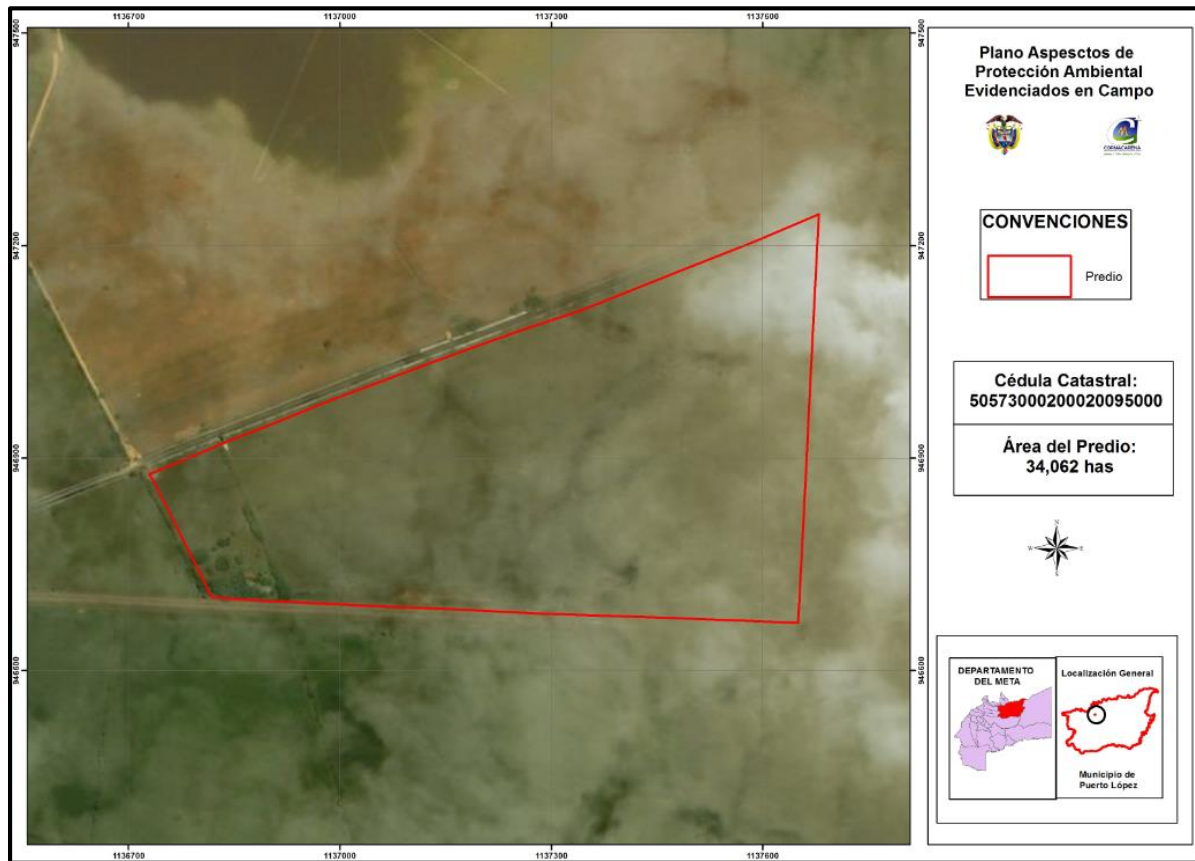 1136700
1137000
1137300
1137600
947500
947500
947200
947200
946900
946900
946600
946600
1136700
1137000
1137300
1137600
Plano Aspesctos de
Protección Ambiental
Evidenciados en Campo
CORMACARENA
CONVENCIONES
Predio
Cédula Catastral:
50573000200020095000
Área del Predio:
34,062 has
N
W
E
S
DEPARTAMENTO
DEL META
Localización General
Municipio de
Puerto López